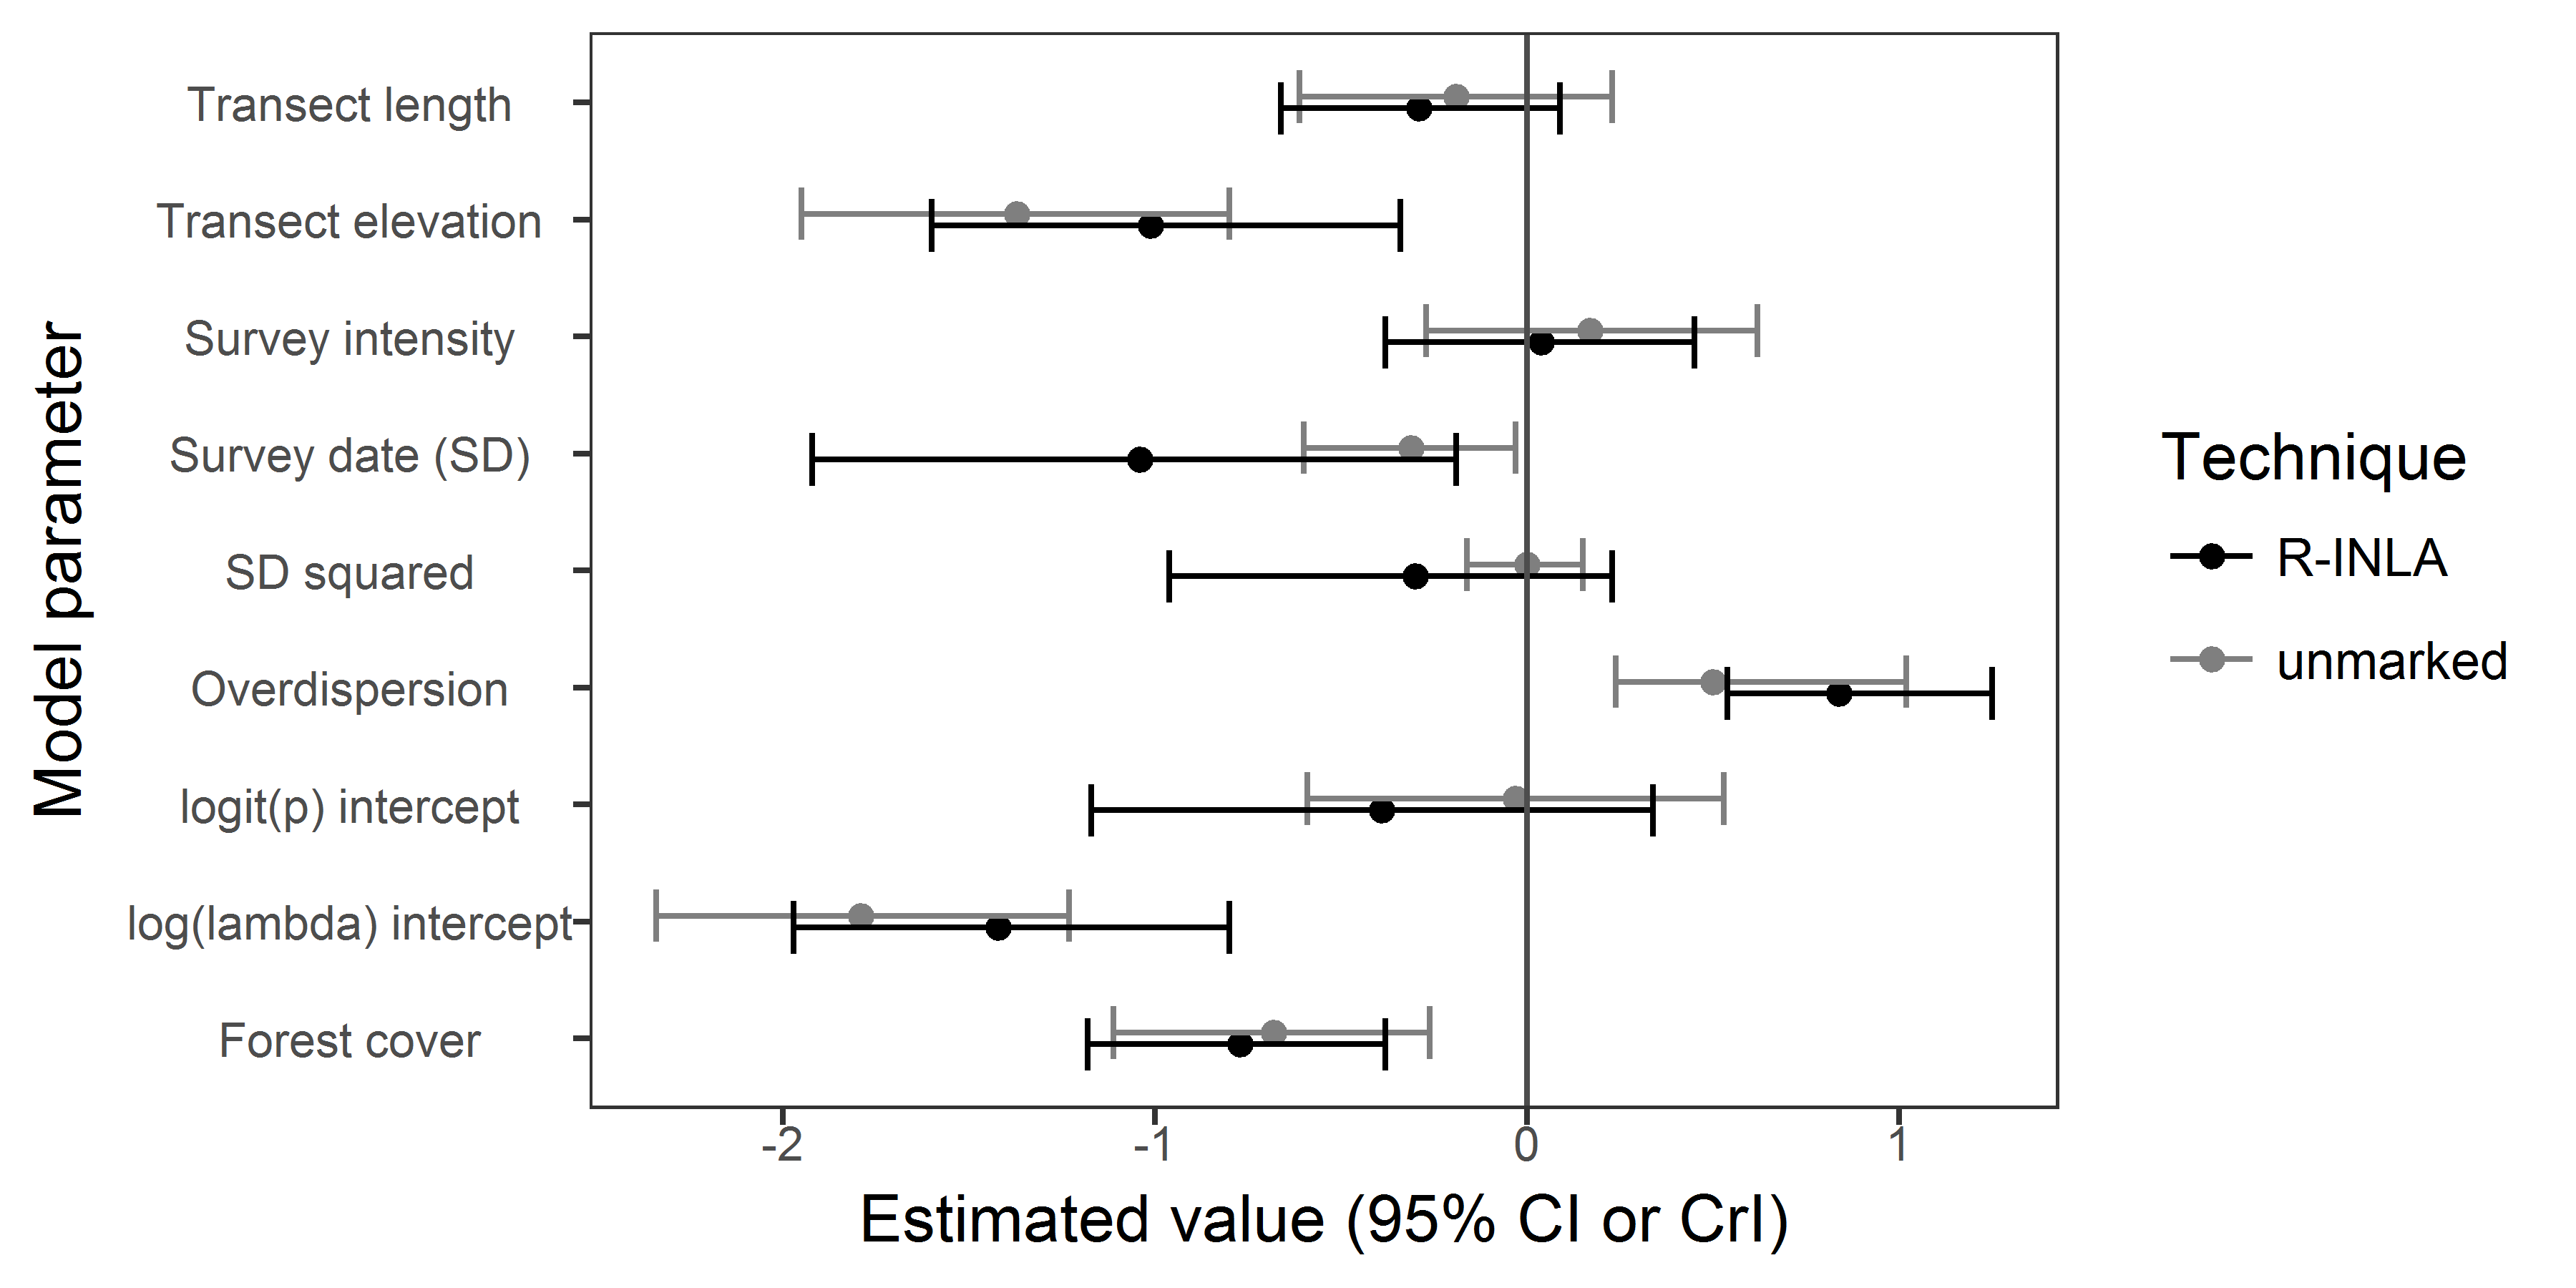 Model parameter
Transect length
Transect elevation
Survey intensity
Survey date (SD)
SD squared
Overdispersion
logit(p) intercept
log(lambda) intercept
Forest cover
-2
-1
0
1
Estimated value (95% CI or CrI)
Technique
R-INLA
unmarked